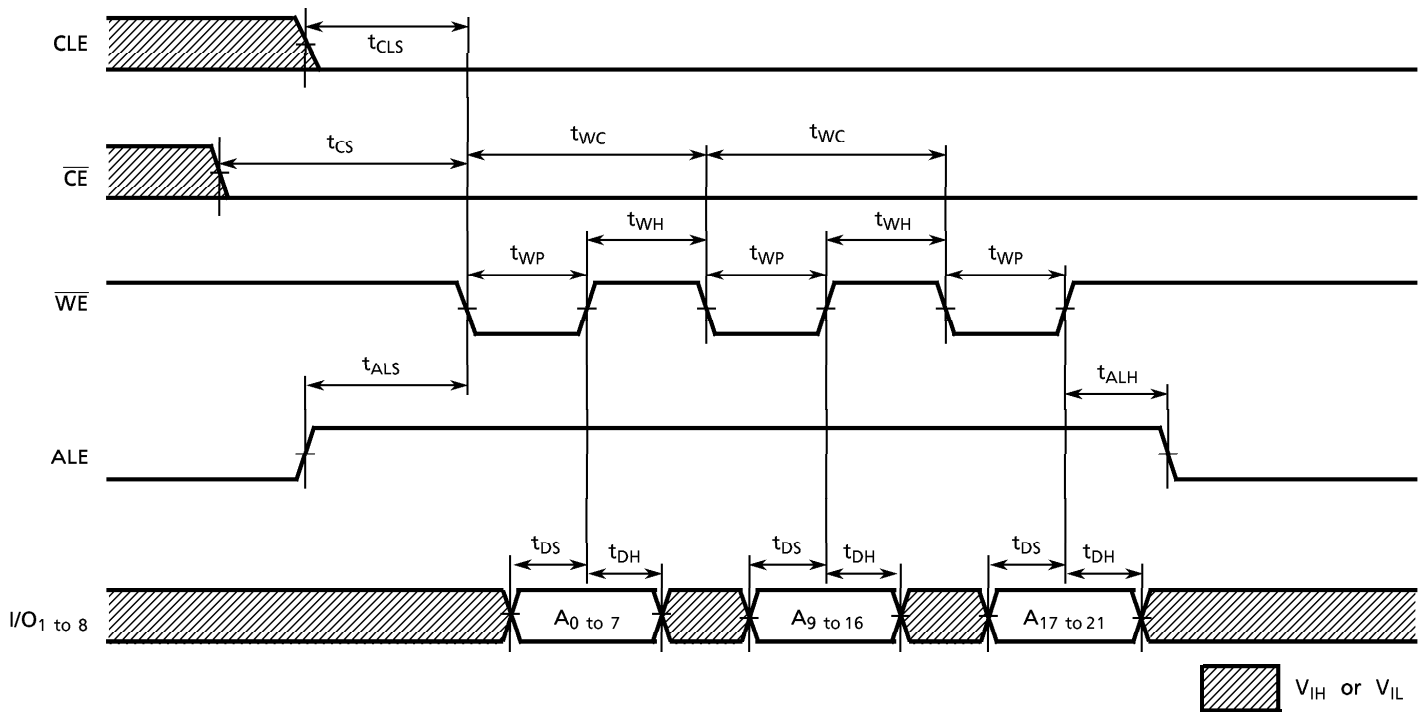 CLE
tCLS
CE
tCS
tWC
tWC
WE
tWP
tWH
tWP
tWH
tWP
tALS
tALH
ALE
tDS
tDH
tDS
tDH
tDS
tDH
I/O1 to 8
A0 to 7
A9 to 16
A17 to 21
VIH or VIL